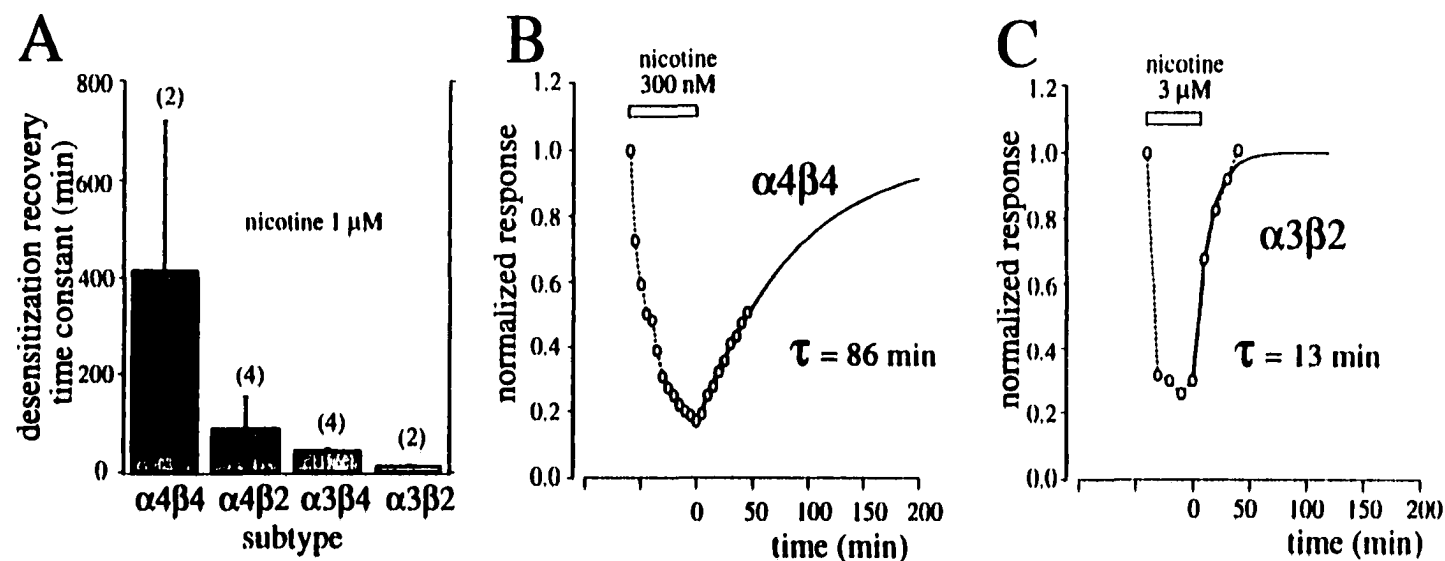 A
desensitization recovery
time constant (min)
800
600
400
200
0
(2)
(4)
(4)
(2)
nicotine 1 µM
α4β4 α4β2 α3β4 α3β2
subtype
B
nicotine
300 nM
normalized response
1.2
1.0
0.8
0.6
0.4
0.2
0.0
α4β4
τ = 86 min
0 50 100 150 200
time (min)
C
nicotine
3 µM
normalized response
1.2
1.0
0.8
0.6
0.4
0.2
0.0
α3β2
τ = 13 min
0 50 100 150 200
time (min)